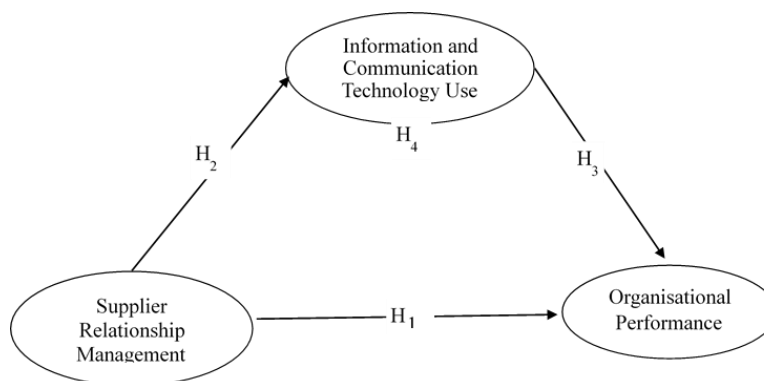 Information and
Communication
Technology Use
H₄
H₂
H₃
Supplier
Relationship
Management
H₁
Organisational
Performance